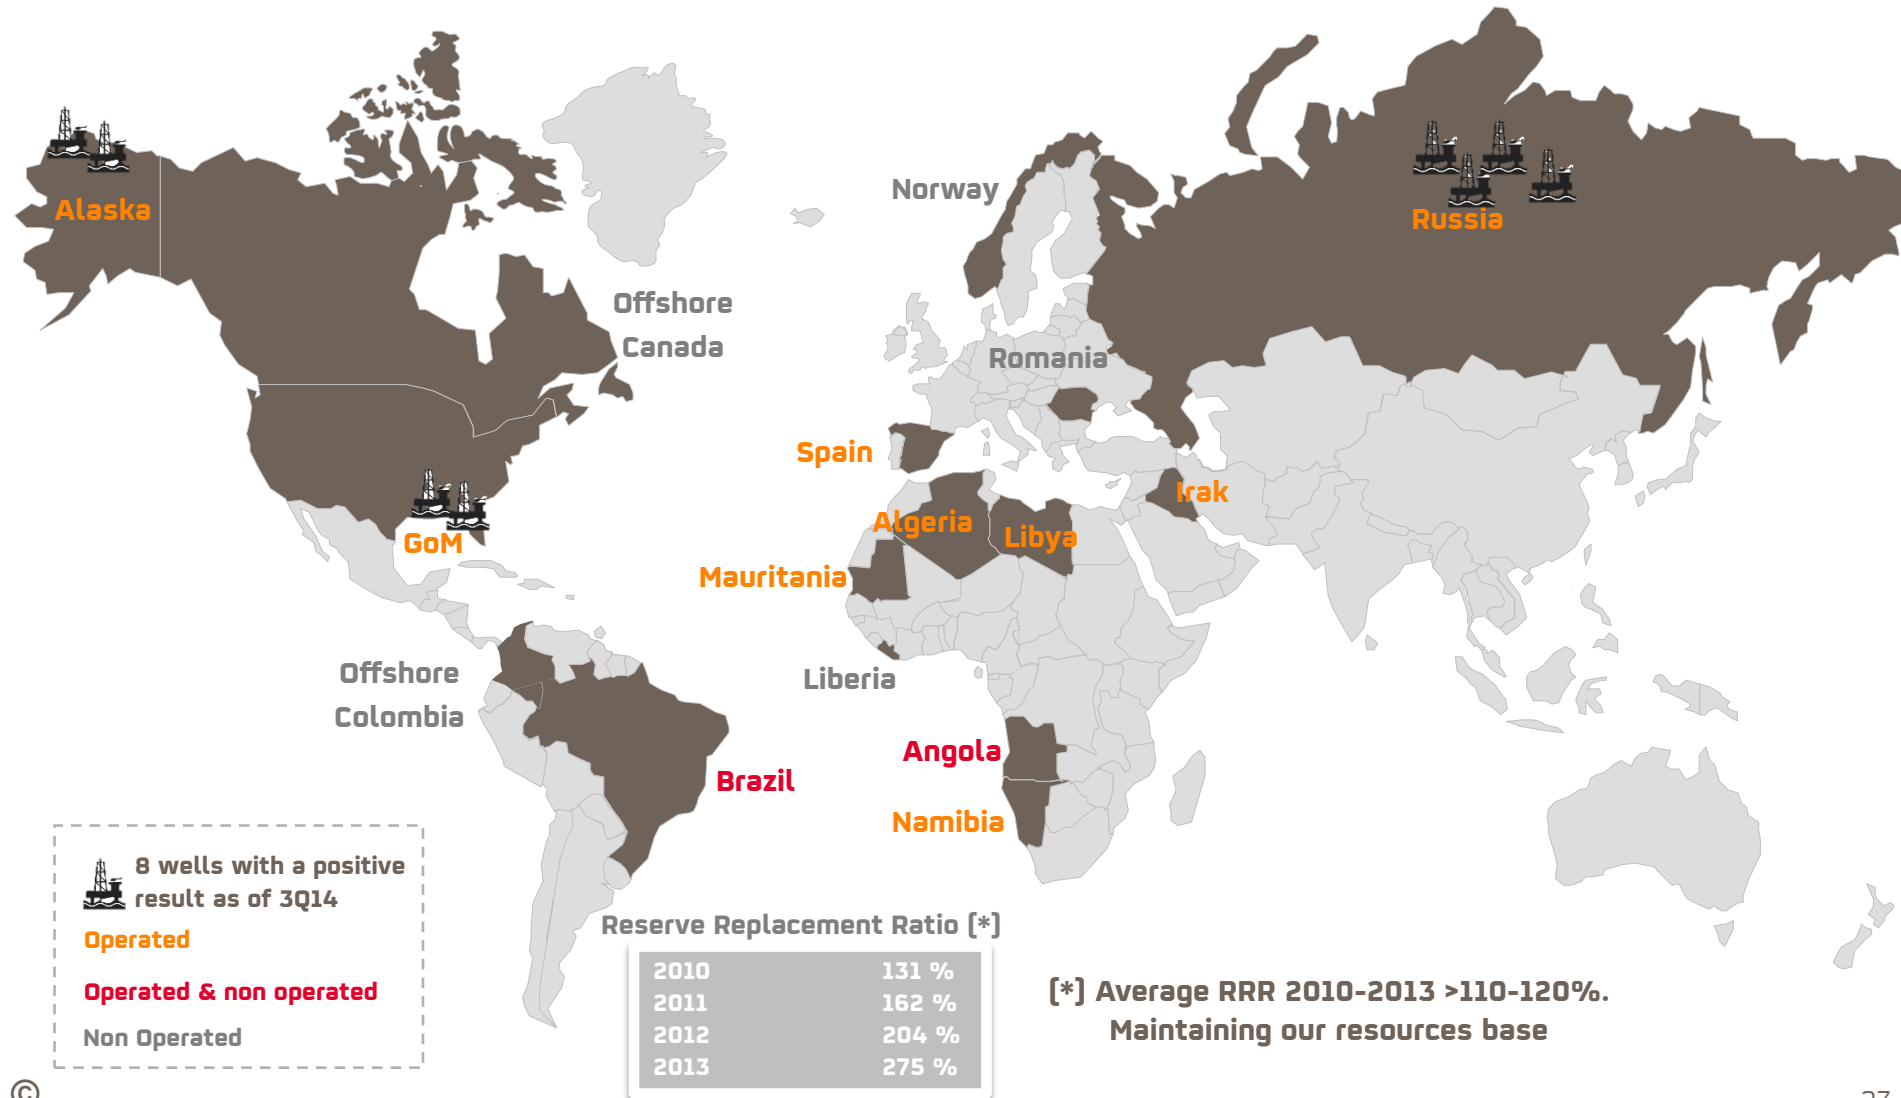 Alaska
Norway
Russia
Offshore
Canada
Romania
Spain
Irak
Algeria
Libya
GoM
Mauritania
Offshore
Colombia
Liberia
Angola
Brazil
Namibia
8 wells with a positive
result as of 3Q14
Operated
Operated & non operated
Non Operated
Reserve Replacement Ratio (*)
2010 131 %
2011 162 %
2012 204 %
2013 275 %
(*) Average RRR 2010-2013 >110-120%.
Maintaining our resources base
©